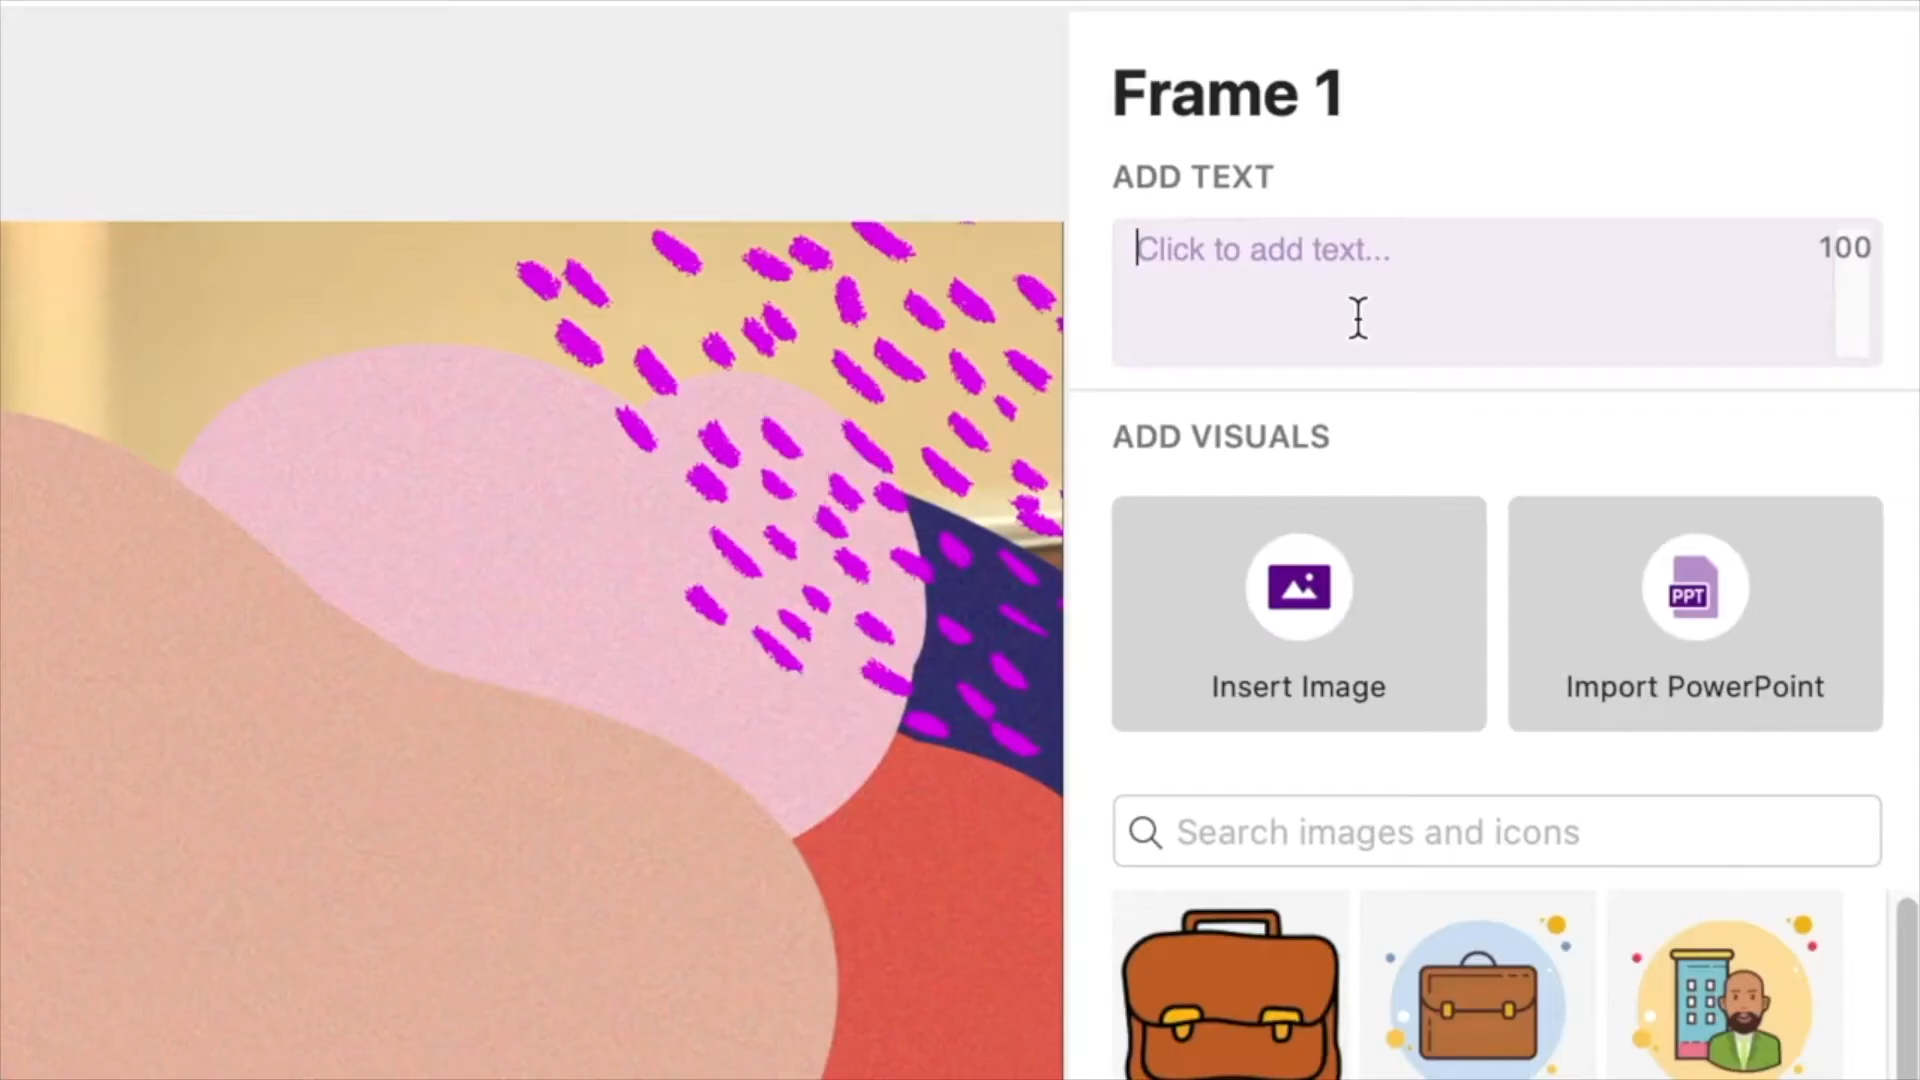 Frame 1
ADD TEXT
Click to add text...
100
ADD VISUALS
PPT
Insert Image
Import PowerPoint
Search images and icons